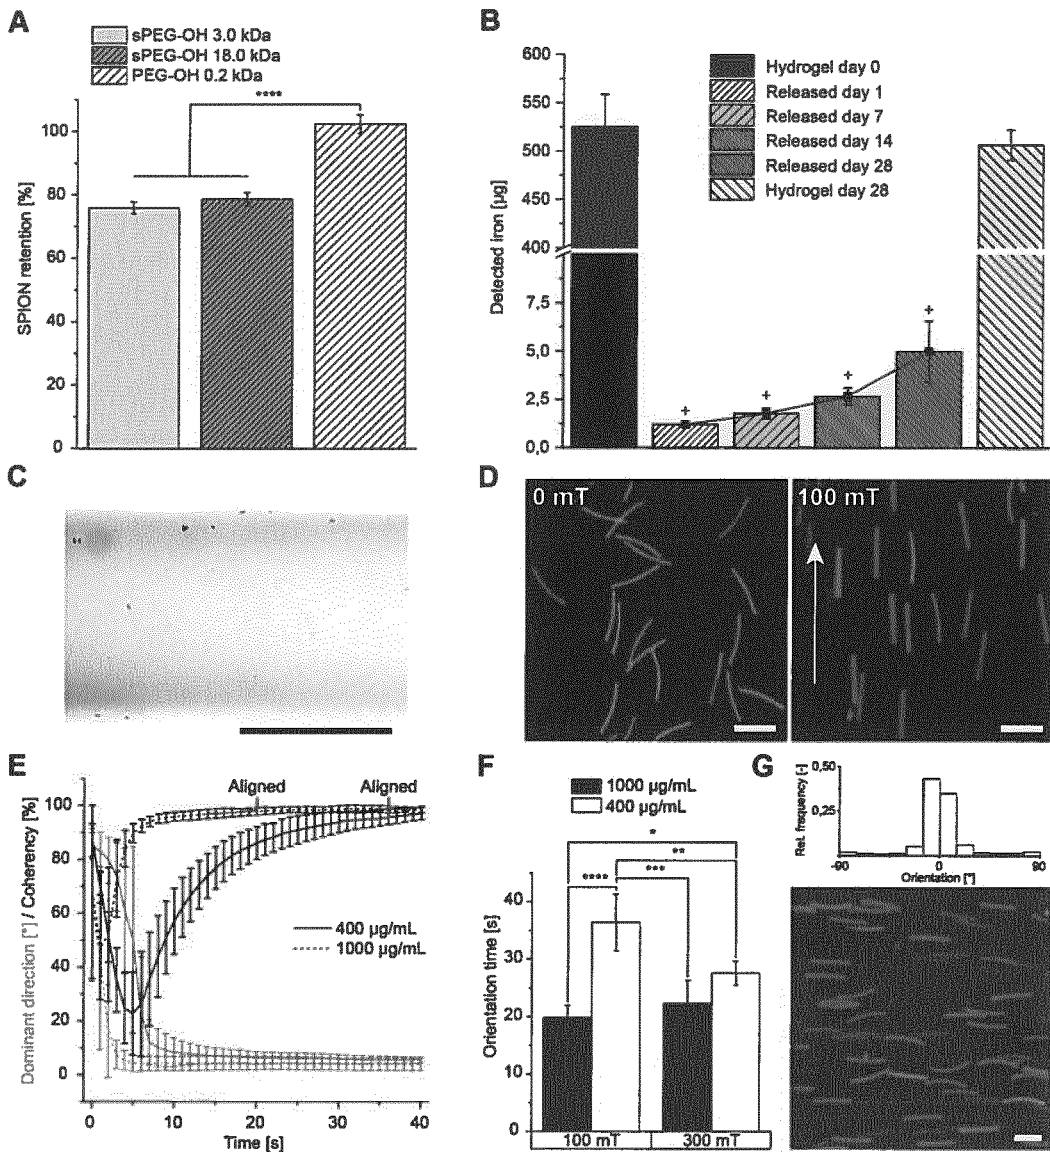 A
sPEG-OH 3.0 kDa
sPEG-OH 18.0 kDa
PEG-OH 0.2 kDa
****
SPION retention [%]
100
80
60
40
20
0
B
Hydrogel day 0
Released day 1
Released day 7
Released day 14
Released day 28
Hydrogel day 28
Detected iron [µg]
600
550
500
450
400
7,5
5,0
2,5
0,0
+
+
+
+
C
D
0 mT
100 mT
E
Aligned
Aligned
400 µg/mL
1000 µg/mL
Dominant direction [°] / Coherency [%]
100
80
60
40
20
0
0 10 20 30 40
Time [s]
F
1000 µg/mL
400 µg/mL
*
**
****
***
Orientation time [s]
40
30
20
10
0
100 mT 300 mT
G
Rel. frequency [-]
0,50
0,25
-90 0 90
Orientation [°]